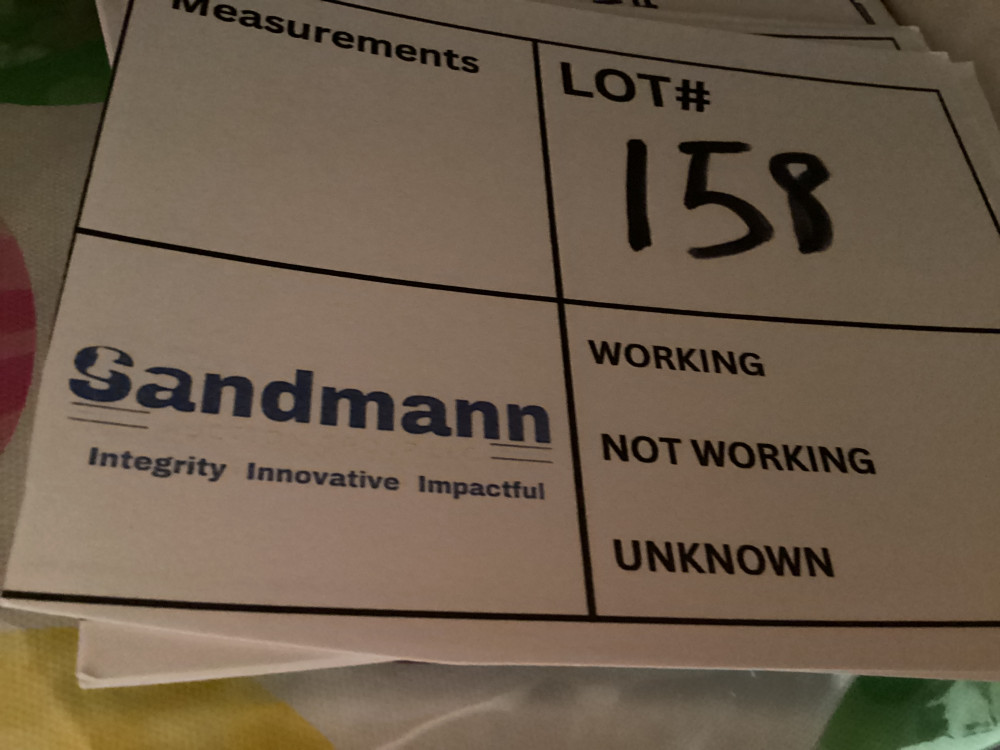 Measurements
LOT#
158
Sandmann
Integrity Innovative Impactful
WORKING
NOT WORKING
UNKNOWN